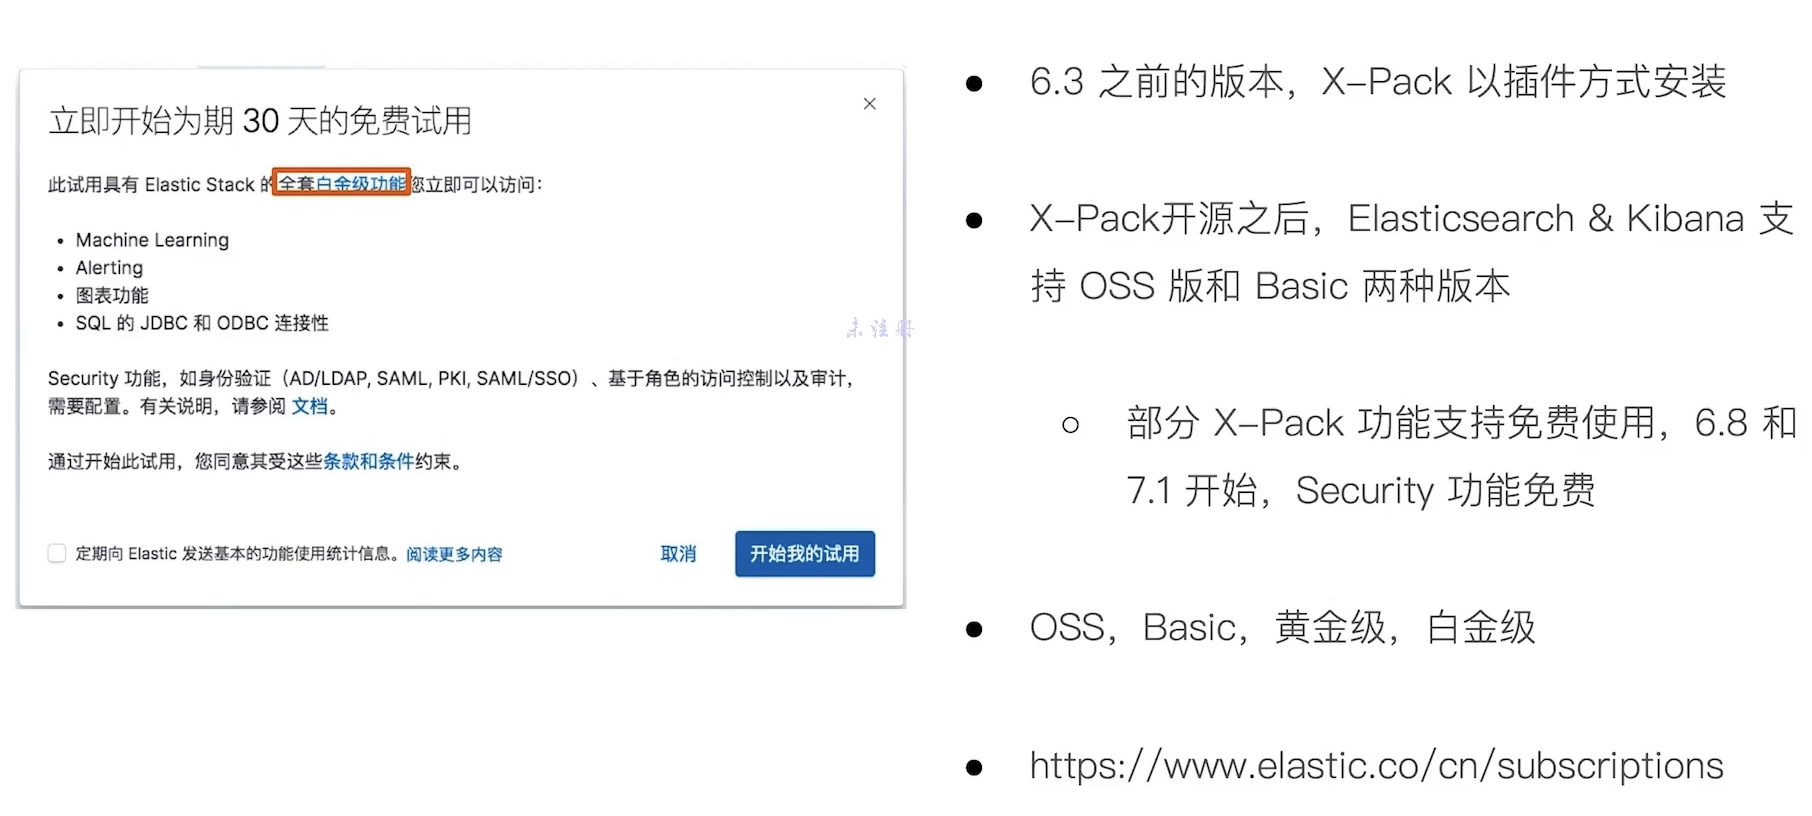 立即开始为期 30 天的免费试用
此试用具有 Elastic Stack 的全套白金级功能您立即可以访问：
• Machine Learning
• Alerting
• 图表功能
• SQL 的 JDBC 和 ODBC 连接性
Security 功能，如身份验证（AD/LDAP, SAML, PKI, SAML/SSO）、基于角色的访问控制以及审计，
需要配置。有关说明，请参阅 文档。
通过开始此试用，您同意其受这些条款和条件约束。
定期向 Elastic 发送基本的功能使用统计信息。阅读更多内容
取消
开始我的试用
未注册
• 6.3 之前的版本，X-Pack 以插件方式安装
• X-Pack开源之后，Elasticsearch & Kibana 支
持 OSS 版和 Basic 两种版本
○ 部分 X-Pack 功能支持免费使用，6.8 和
7.1 开始，Security 功能免费
• OSS，Basic，黄金级，白金级
• https://www.elastic.co/cn/subscriptions